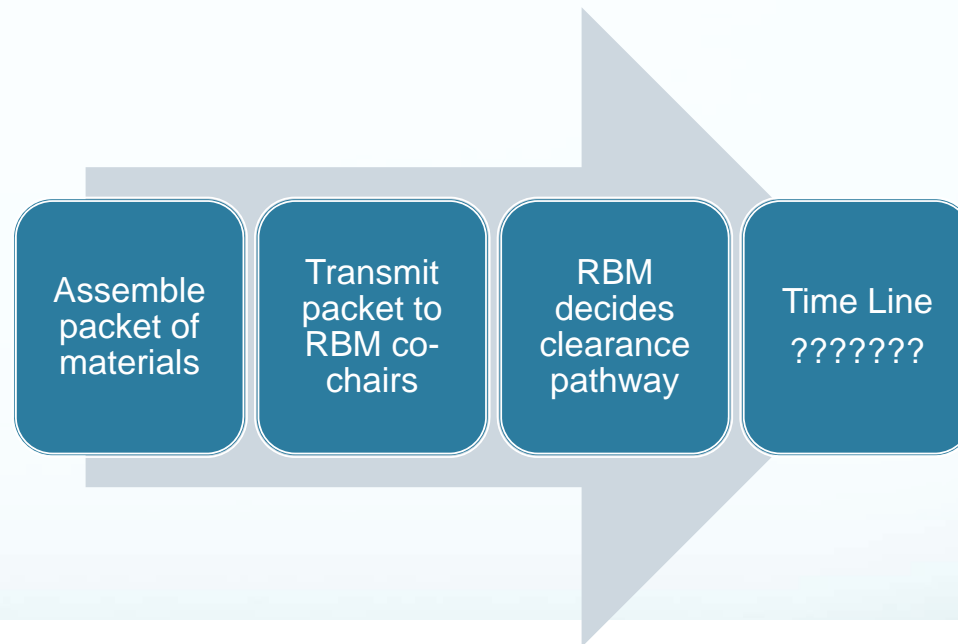 Assemble
packet of
materials
Transmit
packet to
RBM co-
chairs
RBM
decides
clearance
pathway
Time Line
???????